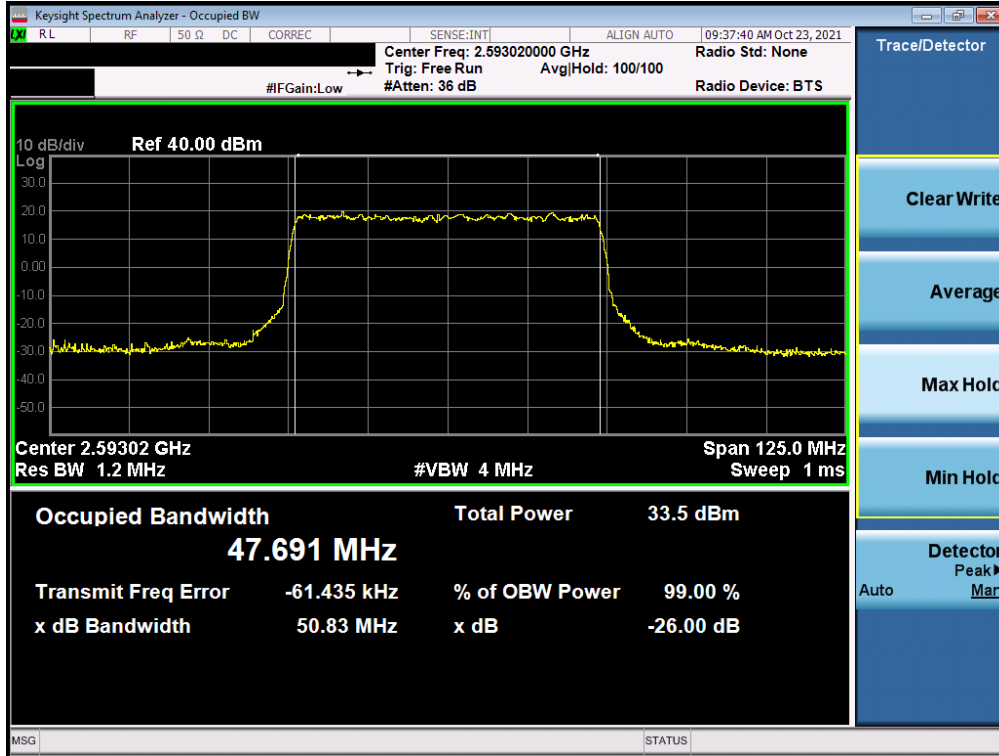 Keysight Spectrum Analyzer - Occupied BW
LXI RL RF 50 Ω DC CORREC SENSE:INT ALIGN AUTO 09:37:40 AM Oct 23, 2021
Center Freq: 2.593020000 GHz Radio Std: None
Trig: Free Run Avg|Hold: 100/100
#IFGain:Low #Atten: 36 dB Radio Device: BTS
Trace/Detector
10 dB/div Ref 40.00 dBm
Log
30.0
20.0
10.0
0.00
-10.0
-20.0
-30.0
-40.0
-50.0
Center 2.59302 GHz Span 125.0 MHz
Res BW 1.2 MHz #VBW 4 MHz Sweep 1 ms
Occupied Bandwidth Total Power 33.5 dBm
47.691 MHz
Transmit Freq Error -61.435 kHz % of OBW Power 99.00 %
x dB Bandwidth 50.83 MHz x dB -26.00 dB
Clear Write
Average
Max Hold
Min Hold
Detector
Peak
Auto Man
MSG STATUS